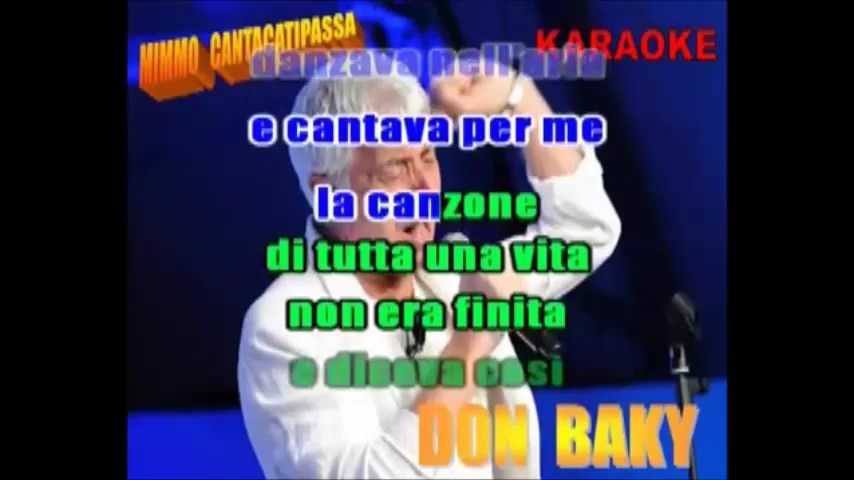 MIMMO CANTACATIPASSA
KARAOKE
danzava nell'aria
e cantava per me
la canzone
di tutta una vita
non era finita
e diceva così
DON BAKY